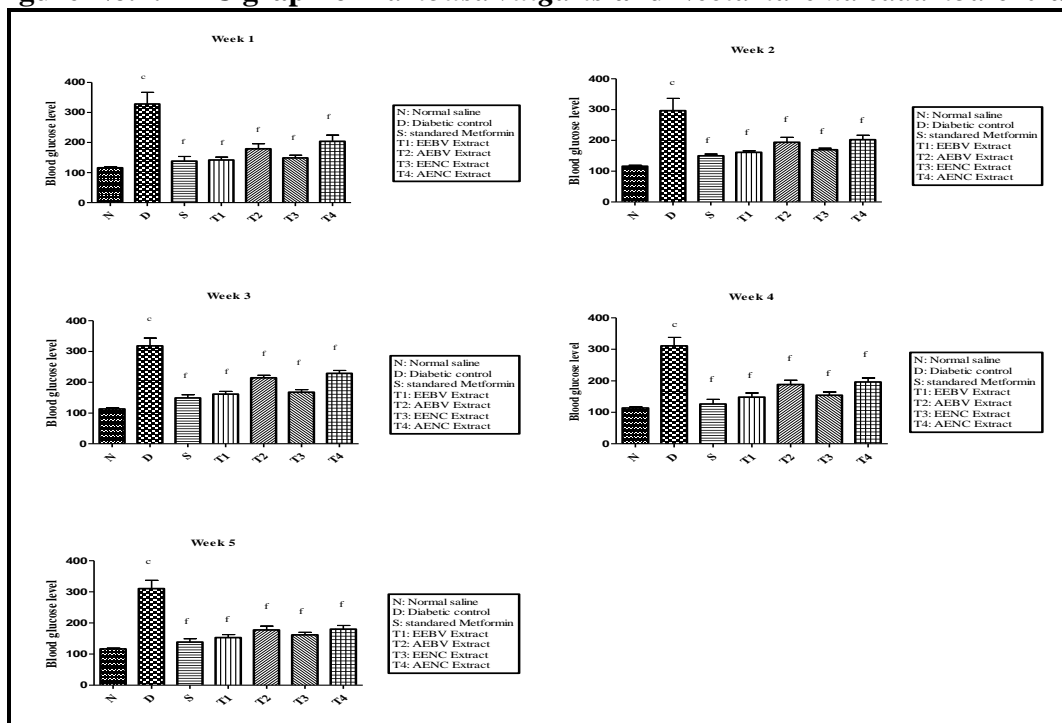 Week 1
c
400
300
200
100
0
Blood glucose level
f f f f f
N D S T1 T2 T3 T4
N: Normal saline
D: Diabetic control
S: standared Metformin
T1: EEBV Extract
T2: AEBV Extract
T3: EENC Extract
T4: AENC Extract
Week 2
c
400
300
200
100
0
Blood glucose level
f f f f f
N D S T1 T2 T3 T4
N: Normal saline
D: Diabetic control
S: standared Metformin
T1: EEBV Extract
T2: AEBV Extract
T3: EENC Extract
T4: AENC Extract
Week 3
c
400
300
200
100
0
Blood glucose level
f f f f f
N D S T1 T2 T3 T4
N: Normal saline
D: Diabetic control
S: standared Metformin
T1: EEBV Extract
T2: AEBV Extract
T3: EENC Extract
T4: AENC Extract
Week 4
c
400
300
200
100
0
Blood glucose level
f f f f f
N D S T1 T2 T3 T4
N: Normal saline
D: Diabetic control
S: standared Metformin
T1: EEBV Extract
T2: AEBV Extract
T3: EENC Extract
T4: AENC Extract
Week 5
c
400
300
200
100
0
Blood glucose level
f f f f f
N D S T1 T2 T3 T4
N: Normal saline
D: Diabetic control
S: standared Metformin
T1: EEBV Extract
T2: AEBV Extract
T3: EENC Extract
T4: AENC Extract